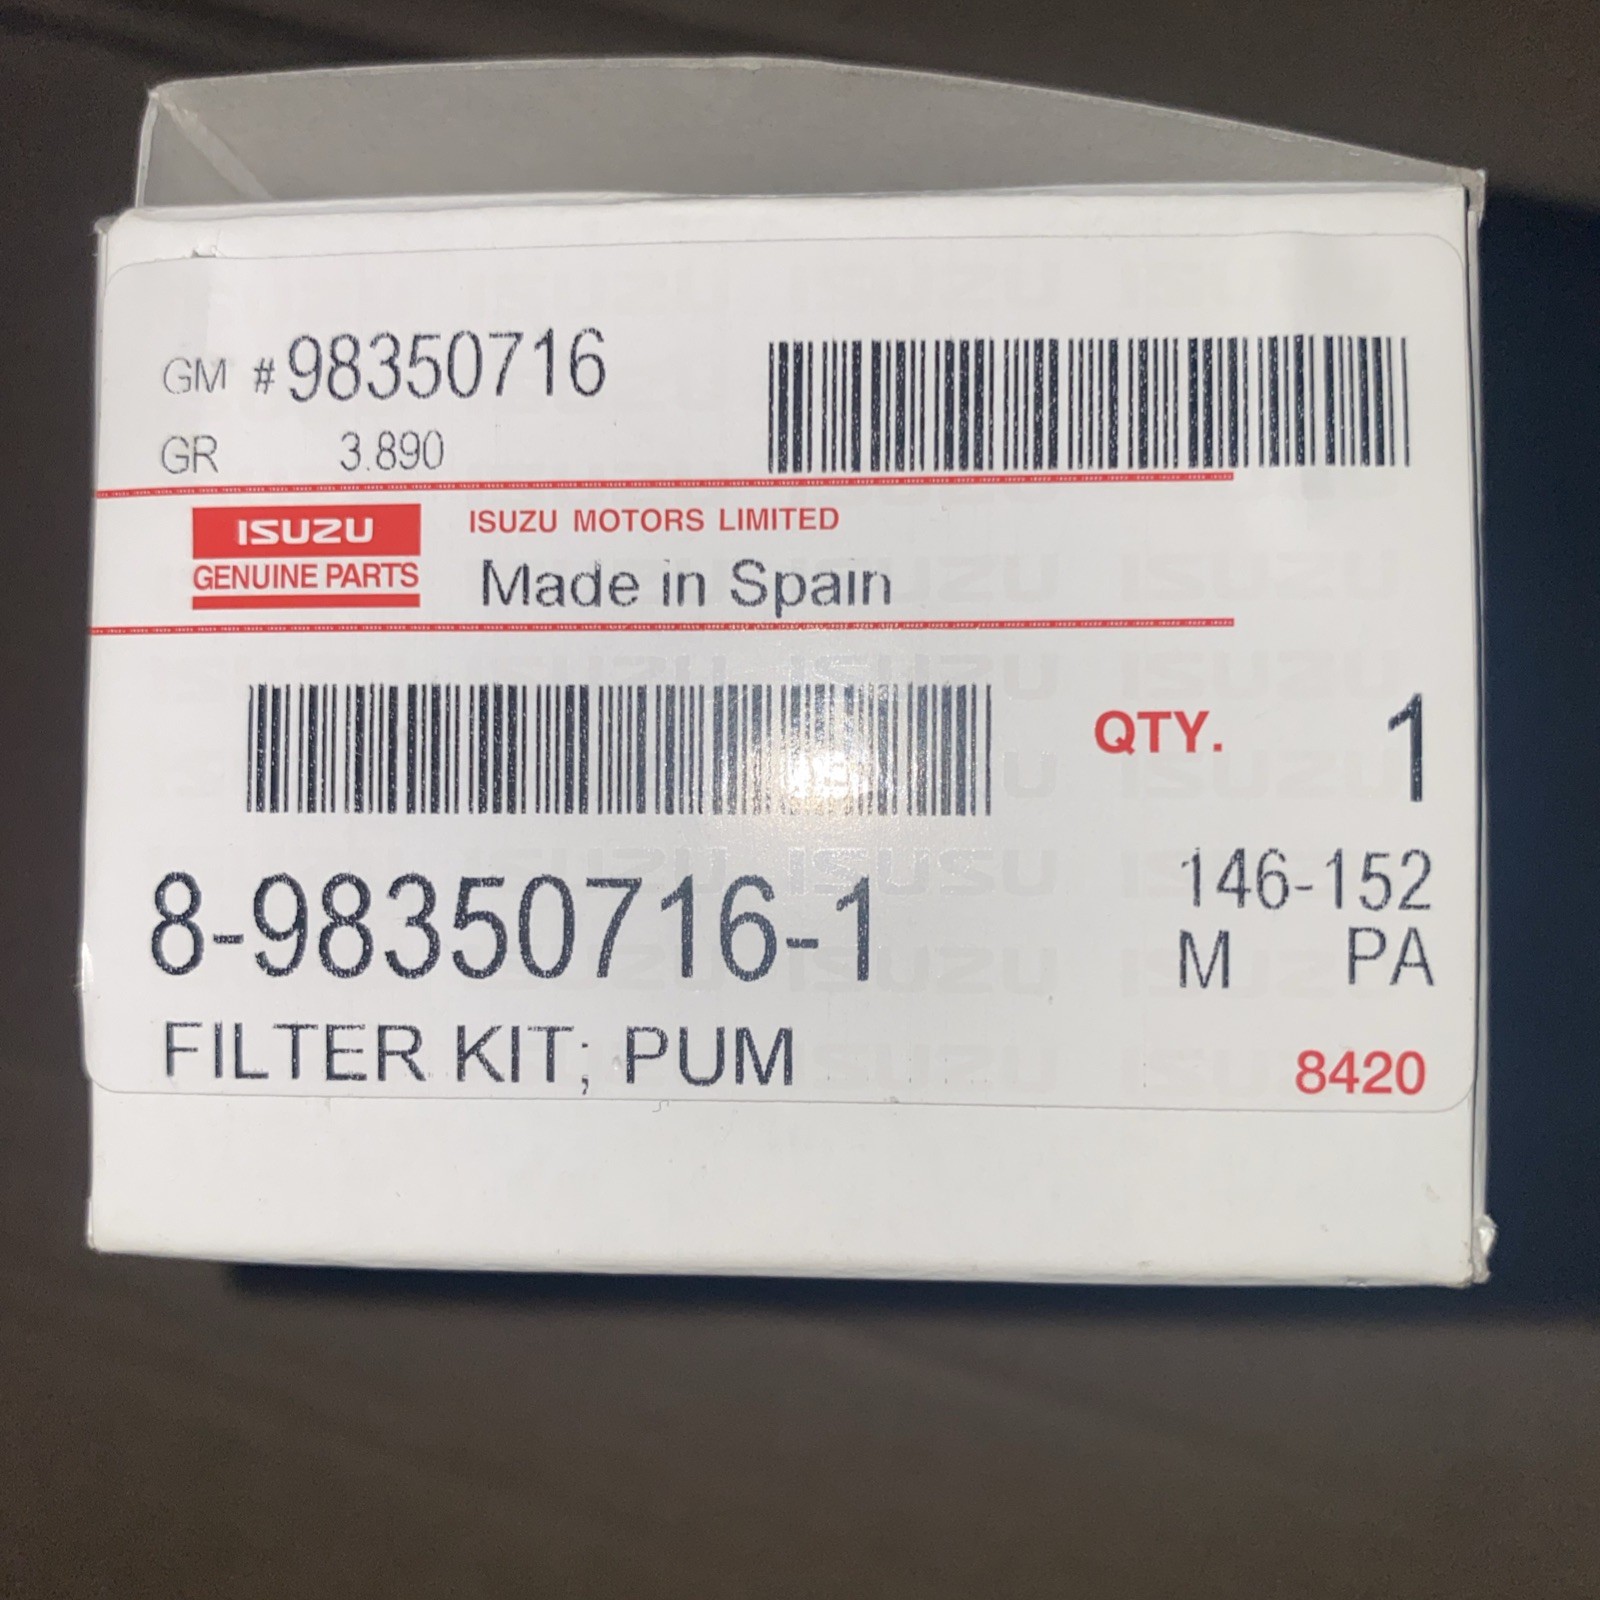 GM #98350716
GR 3.890
ISUZU
GENUINE PARTS
ISUZU MOTORS LIMITED
Made in Spain
QTY. 1
8-98350716-1
146-152
M PA
FILTER KIT; PUM
8420